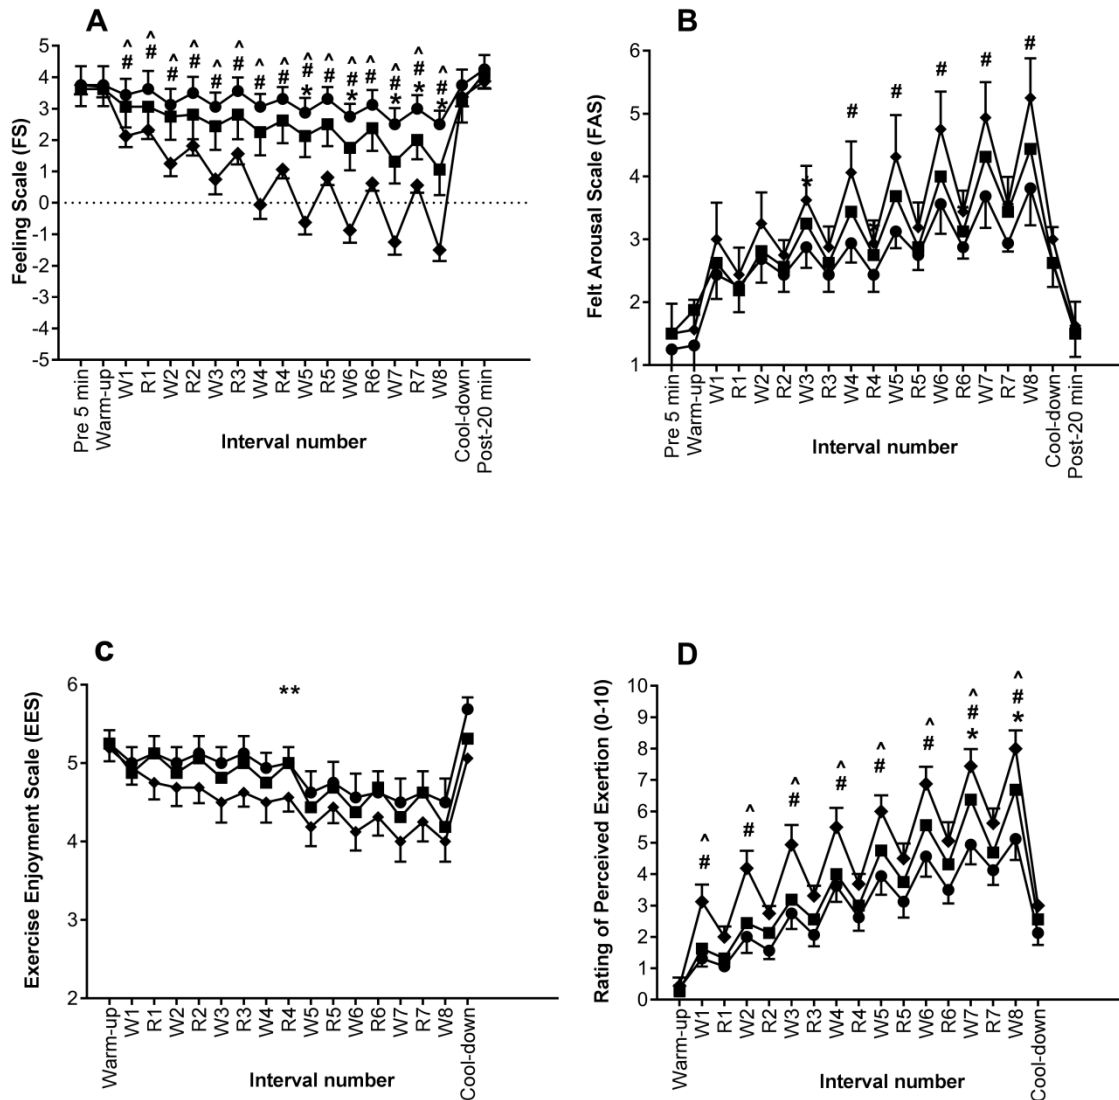 A
Feeling Scale (FS)
5
4
3
2
1
0
-1
-2
-3
-4
-5
^ ^ ^ ^ ^ ^ ^ ^ ^ ^ ^ ^ ^ ^ ^
# # # # # # # # # # # # # # #
* * * * *
Pre 5 min
Warm-up
W1
R1
W2
R2
W3
R3
W4
R4
W5
R5
W6
R6
W7
R7
W8
Cool-down
Post-20 min
Interval number
B
Felt Arousal Scale (FAS)
6
5
4
3
2
1
# # # # #
* * *
Pre 5 min
Warm-up
W1
R1
W2
R2
W3
R3
W4
R4
W5
R5
W6
R6
W7
R7
W8
Cool-down
Post-20 min
Interval number
C
Exercise Enjoyment Scale (EES)
6
5
4
3
2
**
Warm-up
W1
R1
W2
R2
W3
R3
W4
R4
W5
R5
W6
R6
W7
R7
W8
Cool-down
Interval number
D
Rating of Perceived Exertion (0-10)
10
9
8
7
6
5
4
3
2
1
0
^ ^ ^ ^ ^ ^ ^ ^
# # # # # # # #
* *
Warm-up
W1
R1
W2
R2
W3
R3
W4
R4
W5
R5
W6
R6
W7
R7
W8
Cool-down
Interval number